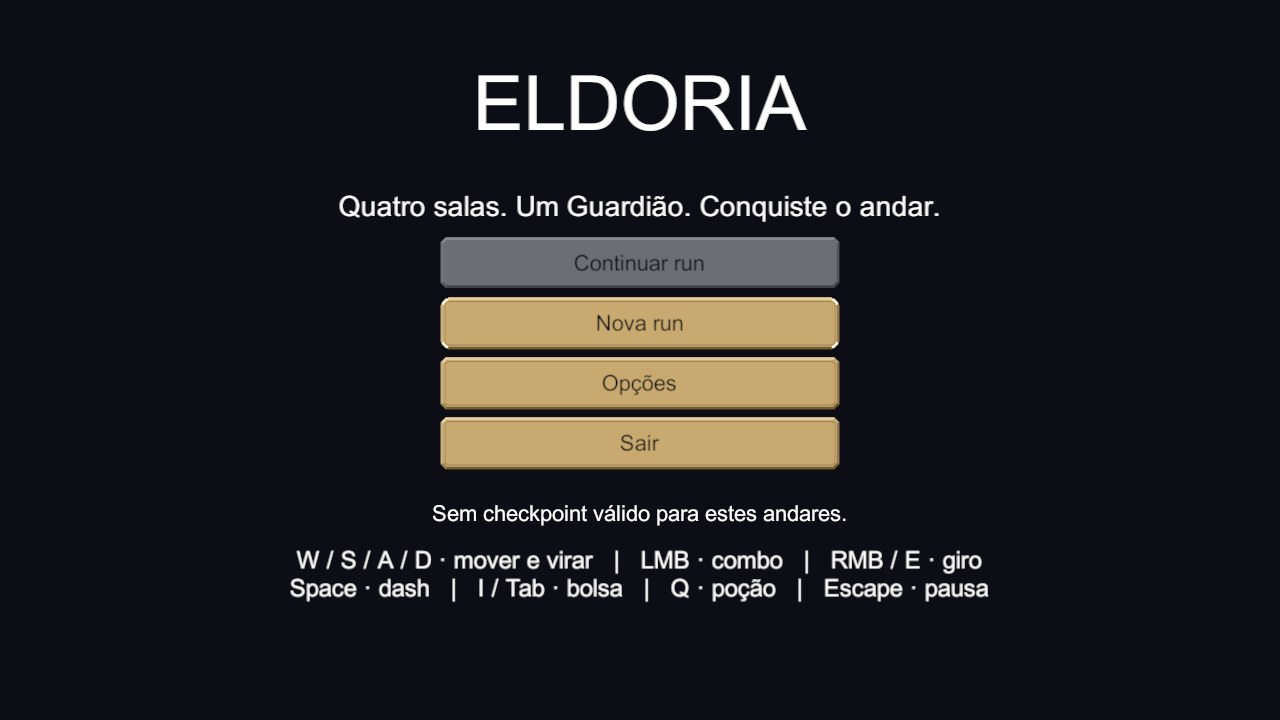 ELDORIA
Quatro salas. Um Guardião. Conquiste o andar.
Continuar run
Nova run
Opções
Sair
Sem checkpoint válido para estes andares.
W / S / A / D · mover e virar | LMB · combo | RMB / E · giro
Space · dash | I / Tab · bolsa | Q · poção | Escape · pausa